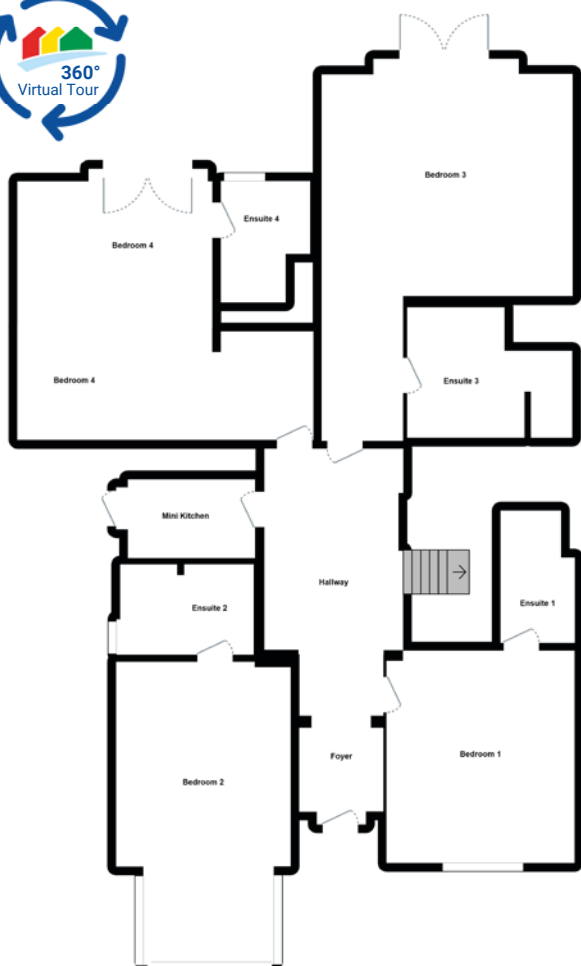 360°
Virtual Tour
Bedroom 3
Ensuite 4
Bedroom 4
Bedroom 4
Ensuite 3
Mini Kitchen
Hallway
Ensuite 2
Ensuite 1
Foyer
Bedroom 1
Bedroom 2